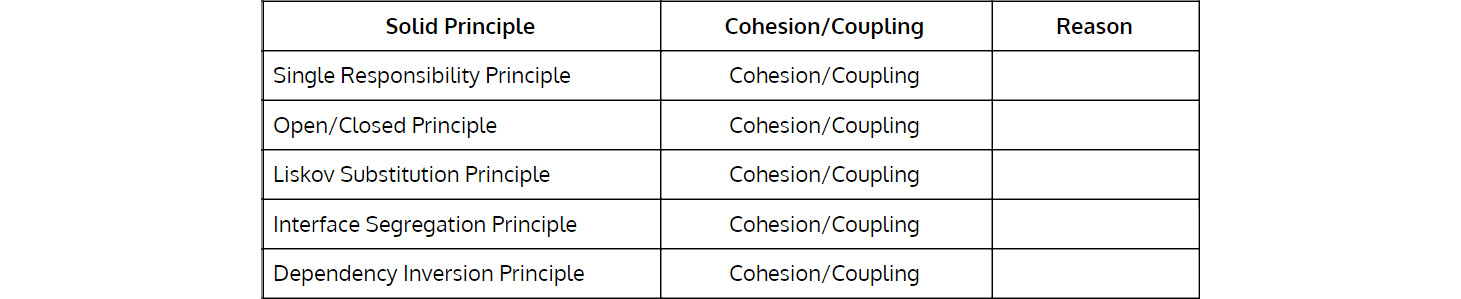 Solid Principle Cohesion/Coupling Reason
Single Responsibility Principle Cohesion/Coupling
Open/Closed Principle Cohesion/Coupling
Liskov Substitution Principle Cohesion/Coupling
Interface Segregation Principle Cohesion/Coupling
Dependency Inversion Principle Cohesion/Coupling